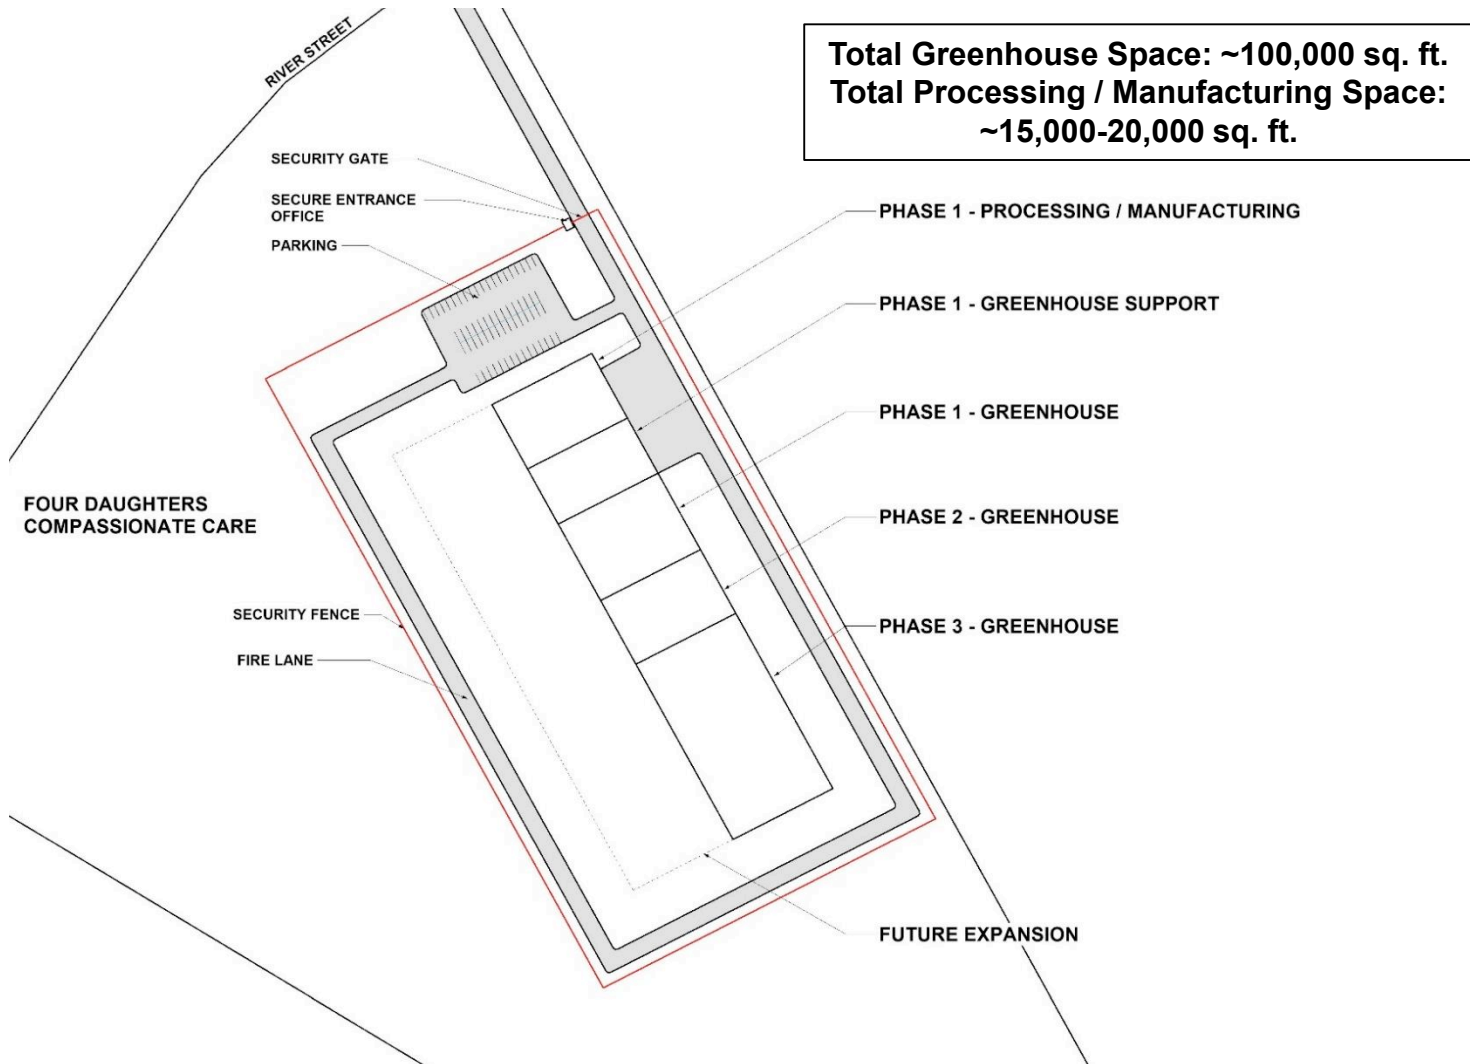 Total Greenhouse Space: ~100,000 sq. ft.
Total Processing / Manufacturing Space:
~15,000-20,000 sq. ft.
RIVER STREET
SECURITY GATE
SECURE ENTRANCE
OFFICE
PARKING
PHASE 1 - PROCESSING / MANUFACTURING
PHASE 1 - GREENHOUSE SUPPORT
PHASE 1 - GREENHOUSE
PHASE 2 - GREENHOUSE
PHASE 3 - GREENHOUSE
FOUR DAUGHTERS
COMPASSIONATE CARE
SECURITY FENCE
FIRE LANE
FUTURE EXPANSION